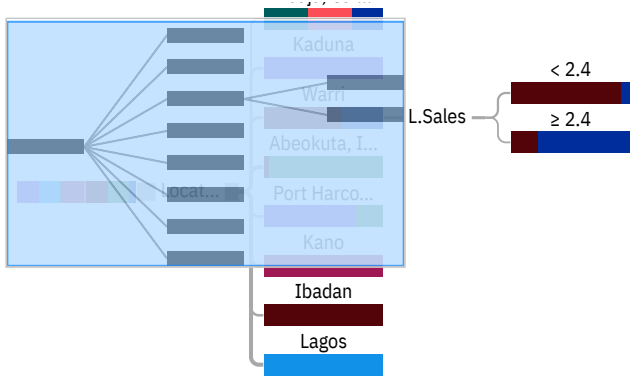 Kaduna
Warri
L.Sales
< 2.4
≥ 2.4
Abeokuta, I...
Locat...
Port Harco...
Kano
Ibadan
Lagos